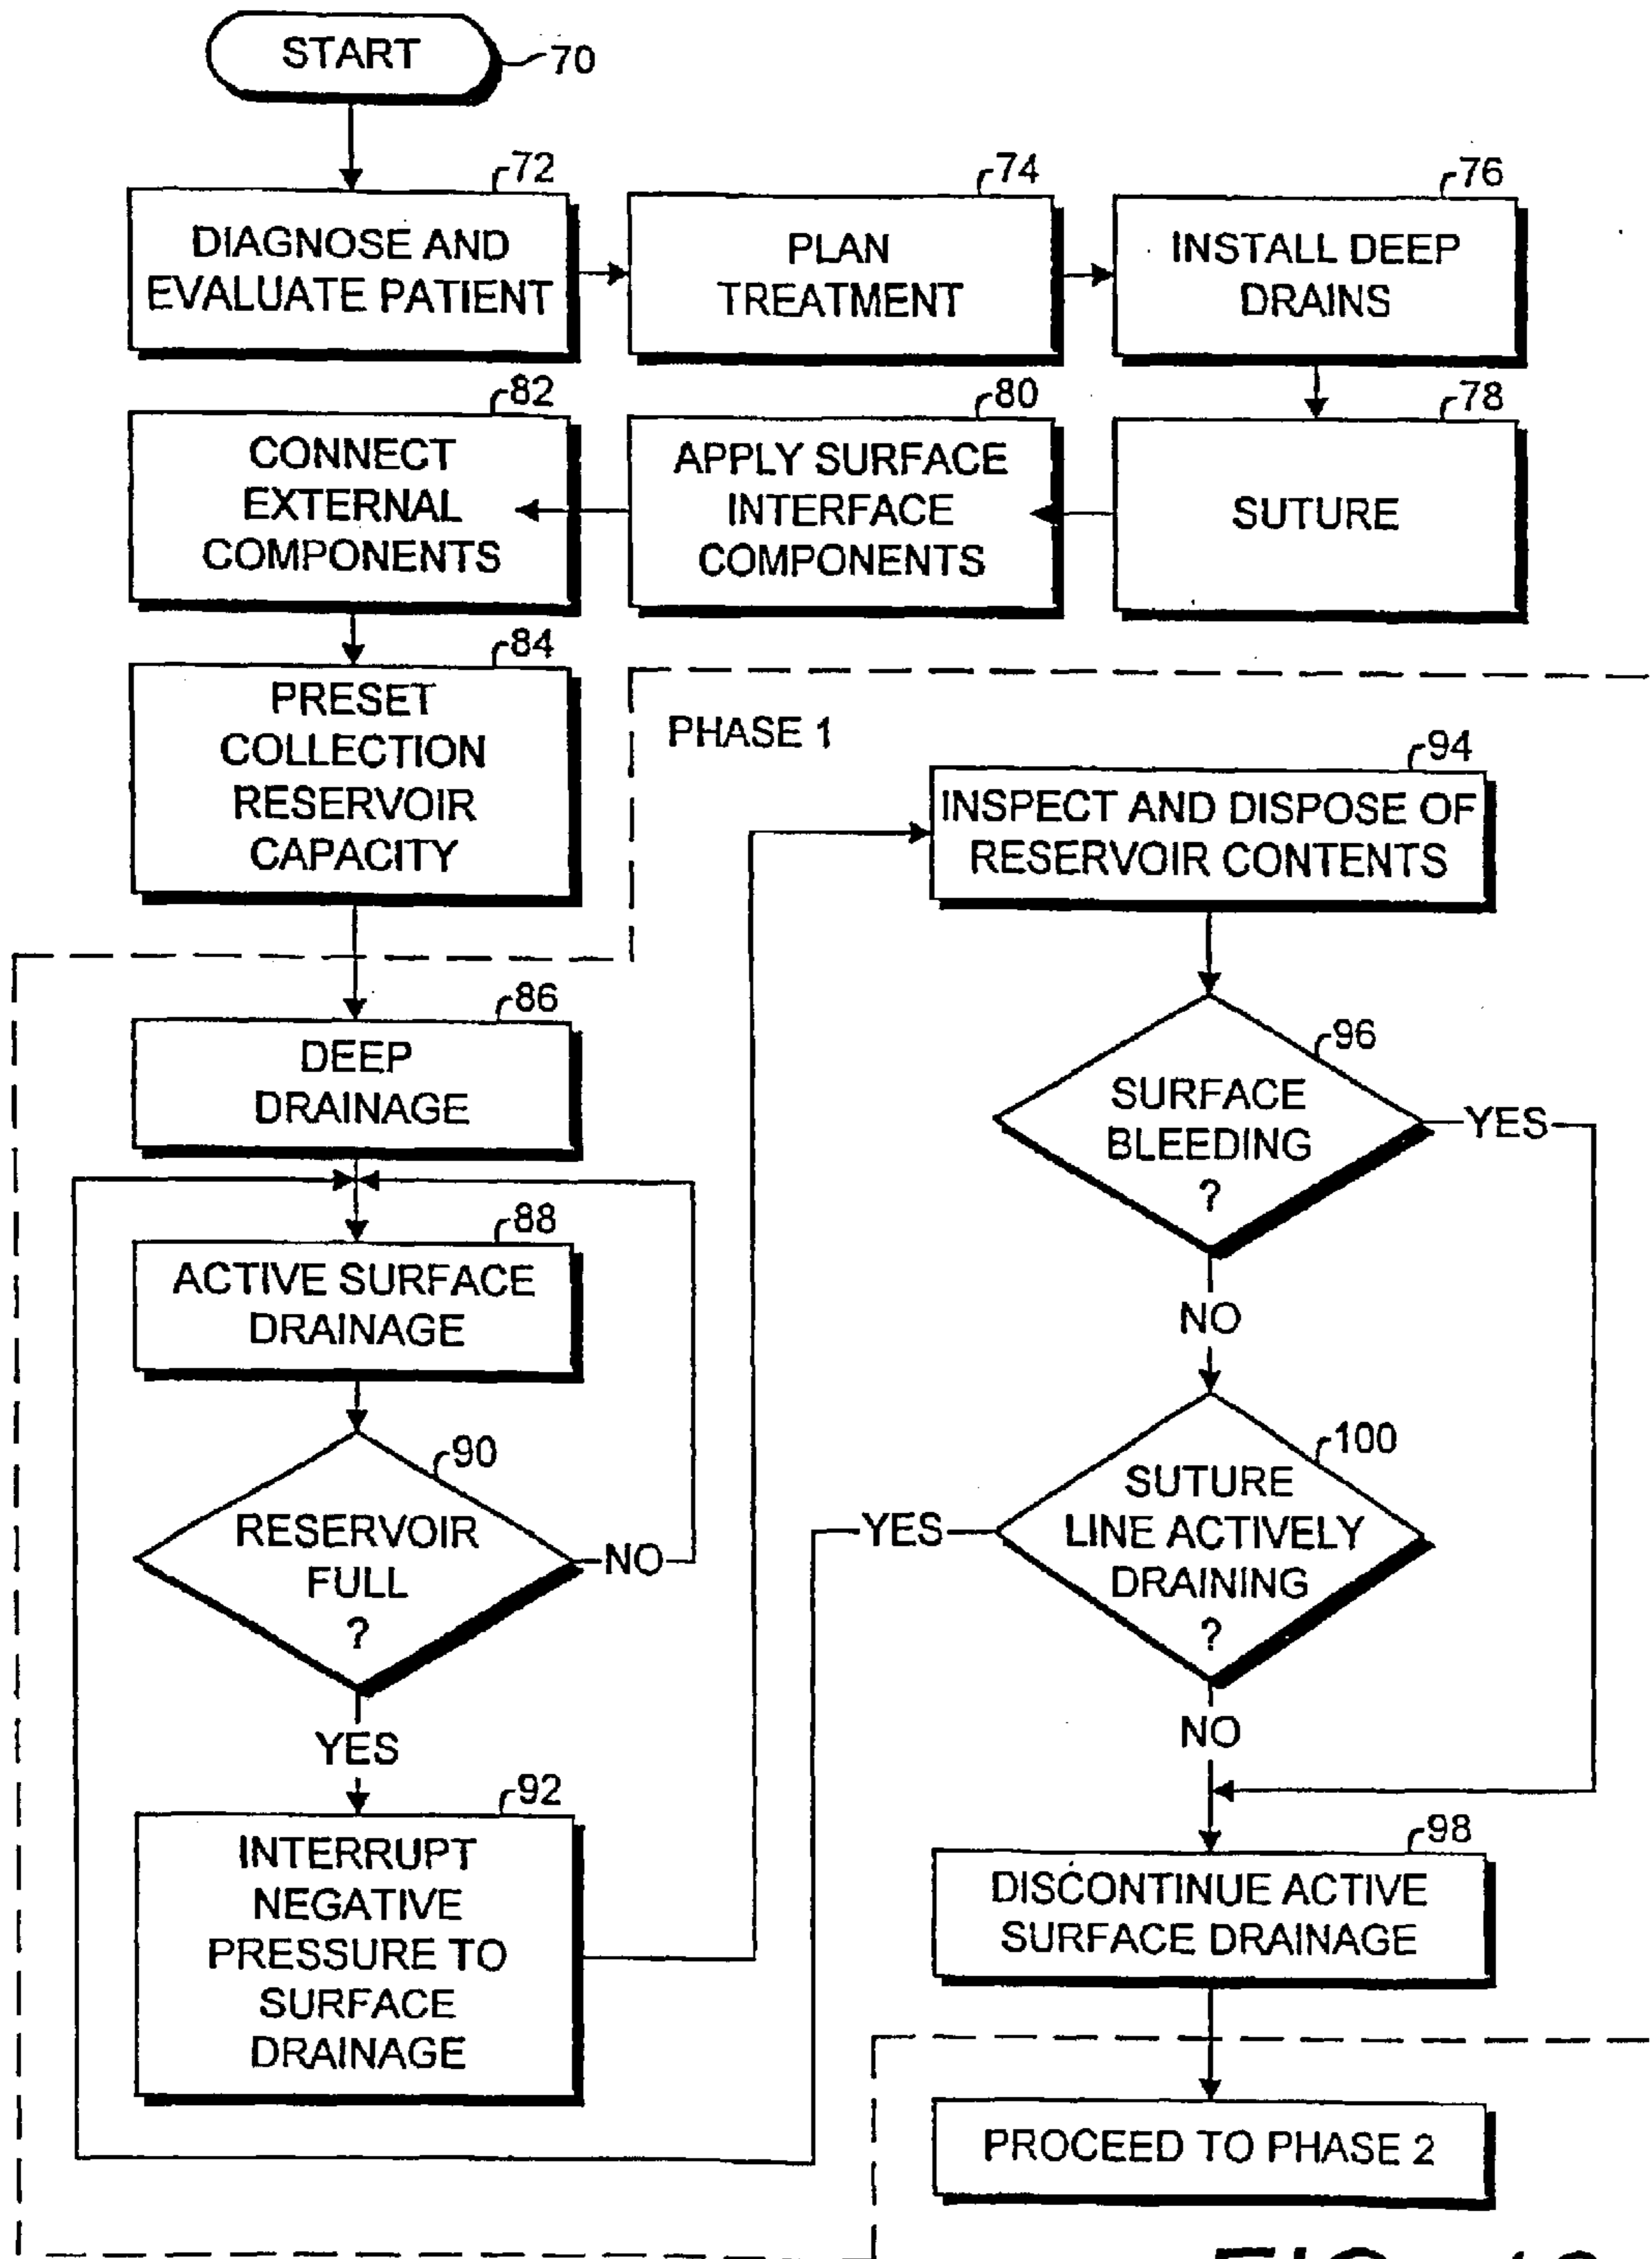 START
70
72
DIAGNOSE AND
EVALUATE PATIENT
74
PLAN
TREATMENT
76
INSTALL DEEP
DRAINS
82
CONNECT
EXTERNAL
COMPONENTS
80
APPLY SURFACE
INTERFACE
COMPONENTS
78
SUTURE
84
PRESET
COLLECTION
RESERVOIR
CAPACITY
PHASE 1
86
DEEP
DRAINAGE
88
ACTIVE SURFACE
DRAINAGE
90
RESERVOIR
FULL
?
NO
YES
92
INTERRUPT
NEGATIVE
PRESSURE TO
SURFACE
DRAINAGE
94
INSPECT AND DISPOSE OF
RESERVOIR CONTENTS
96
SURFACE
BLEEDING
?
YES
NO
100
SUTURE
LINE ACTIVELY
DRAINING
?
YES
NO
98
DISCONTINUE ACTIVE
SURFACE DRAINAGE
PROCEED TO PHASE 2